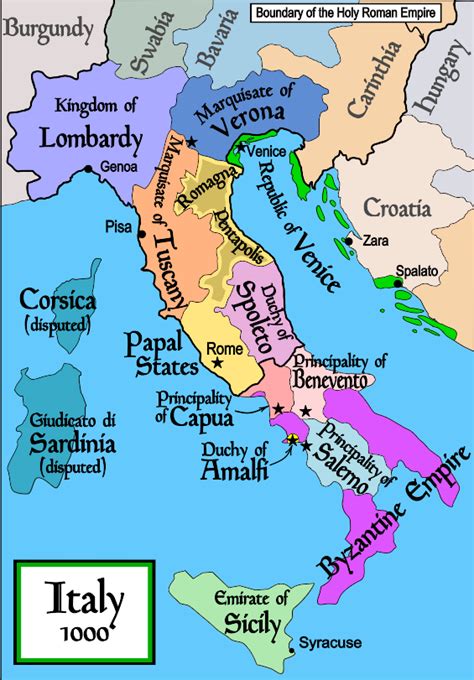 Boundary of the Holy Roman Empire
Burgundy
Swabia
Bavaria
Carinthia
Hungary
Kingdom of
Lombardy
Marquisate of
Verona
Genoa
Venice
Marquisate of
Tuscany
Romagna
Pentapolis
Republic of
Venice
Croatia
Pisa
Zara
Spalato
Corsica
(disputed)
Duchy of
Spoleto
Papal
States
Rome
Principality of
Benevento
Principality
of Capua
Giudicato di
Sardinia
(disputed)
Duchy of
Amalfi
Principality of
Salerno
Byzantine Empire
Italy
1000
Emirate of
Sicily
Syracuse